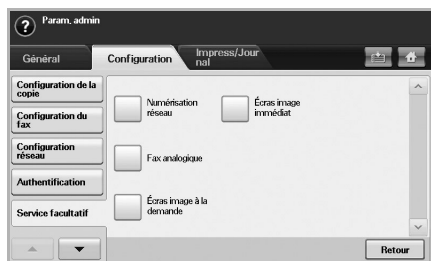 ? Param. admin
Général
Configuration
Impress/Jour
nal
Configuration de la
copie
Configuration du
fax
Configuration
réseau
Authentification
Service facultatif
Numérisation
réseau
Écras image
immédiat
Fax analogique
Écras image à la
demande
Retour